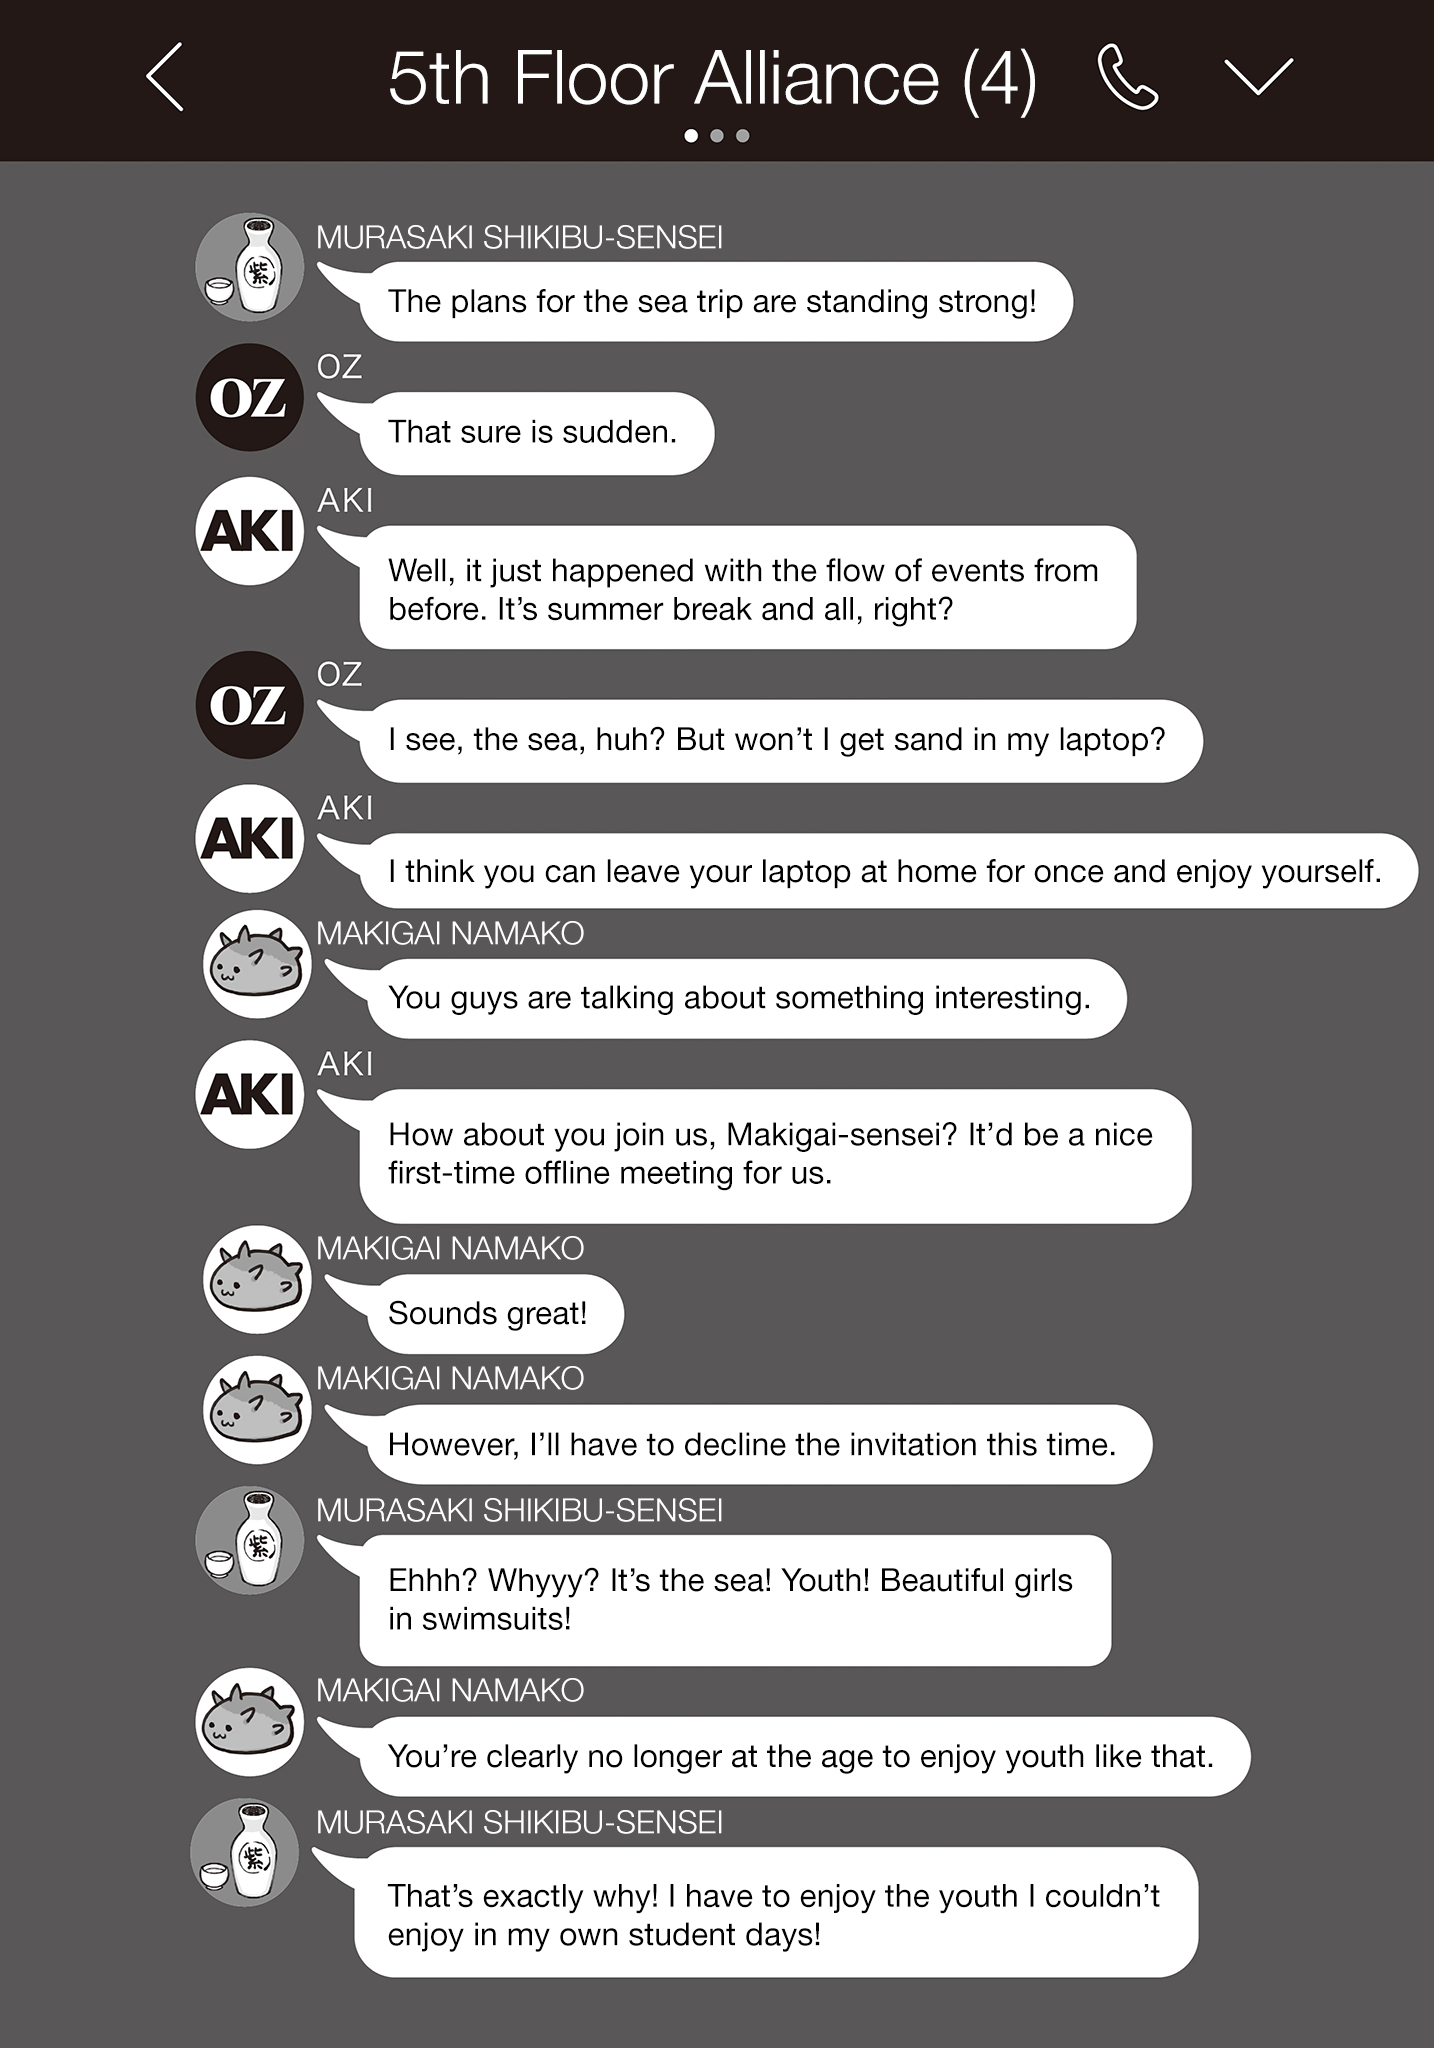 5th Floor Alliance (4)
MURASAKI SHIKIBU-SENSEI
紫
The plans for the sea trip are standing strong!
OZ
OZ
That sure is sudden.
AKI
AKI
Well, it just happened with the flow of events from
before. It’s summer break and all, right?
OZ
OZ
I see, the sea, huh? But won’t I get sand in my laptop?
AKI
AKI
I think you can leave your laptop at home for once and enjoy yourself.
MAKIGAI NAMAKO
You guys are talking about something interesting.
AKI
AKI
How about you join us, Makigai-sensei? It’d be a nice
first-time offline meeting for us.
MAKIGAI NAMAKO
Sounds great!
MAKIGAI NAMAKO
However, I’ll have to decline the invitation this time.
MURASAKI SHIKIBU-SENSEI
紫
Ehhh? Whyyy? It’s the sea! Youth! Beautiful girls
in swimsuits!
MAKIGAI NAMAKO
You’re clearly no longer at the age to enjoy youth like that.
MURASAKI SHIKIBU-SENSEI
紫
That’s exactly why! I have to enjoy the youth I couldn’t
enjoy in my own student days!